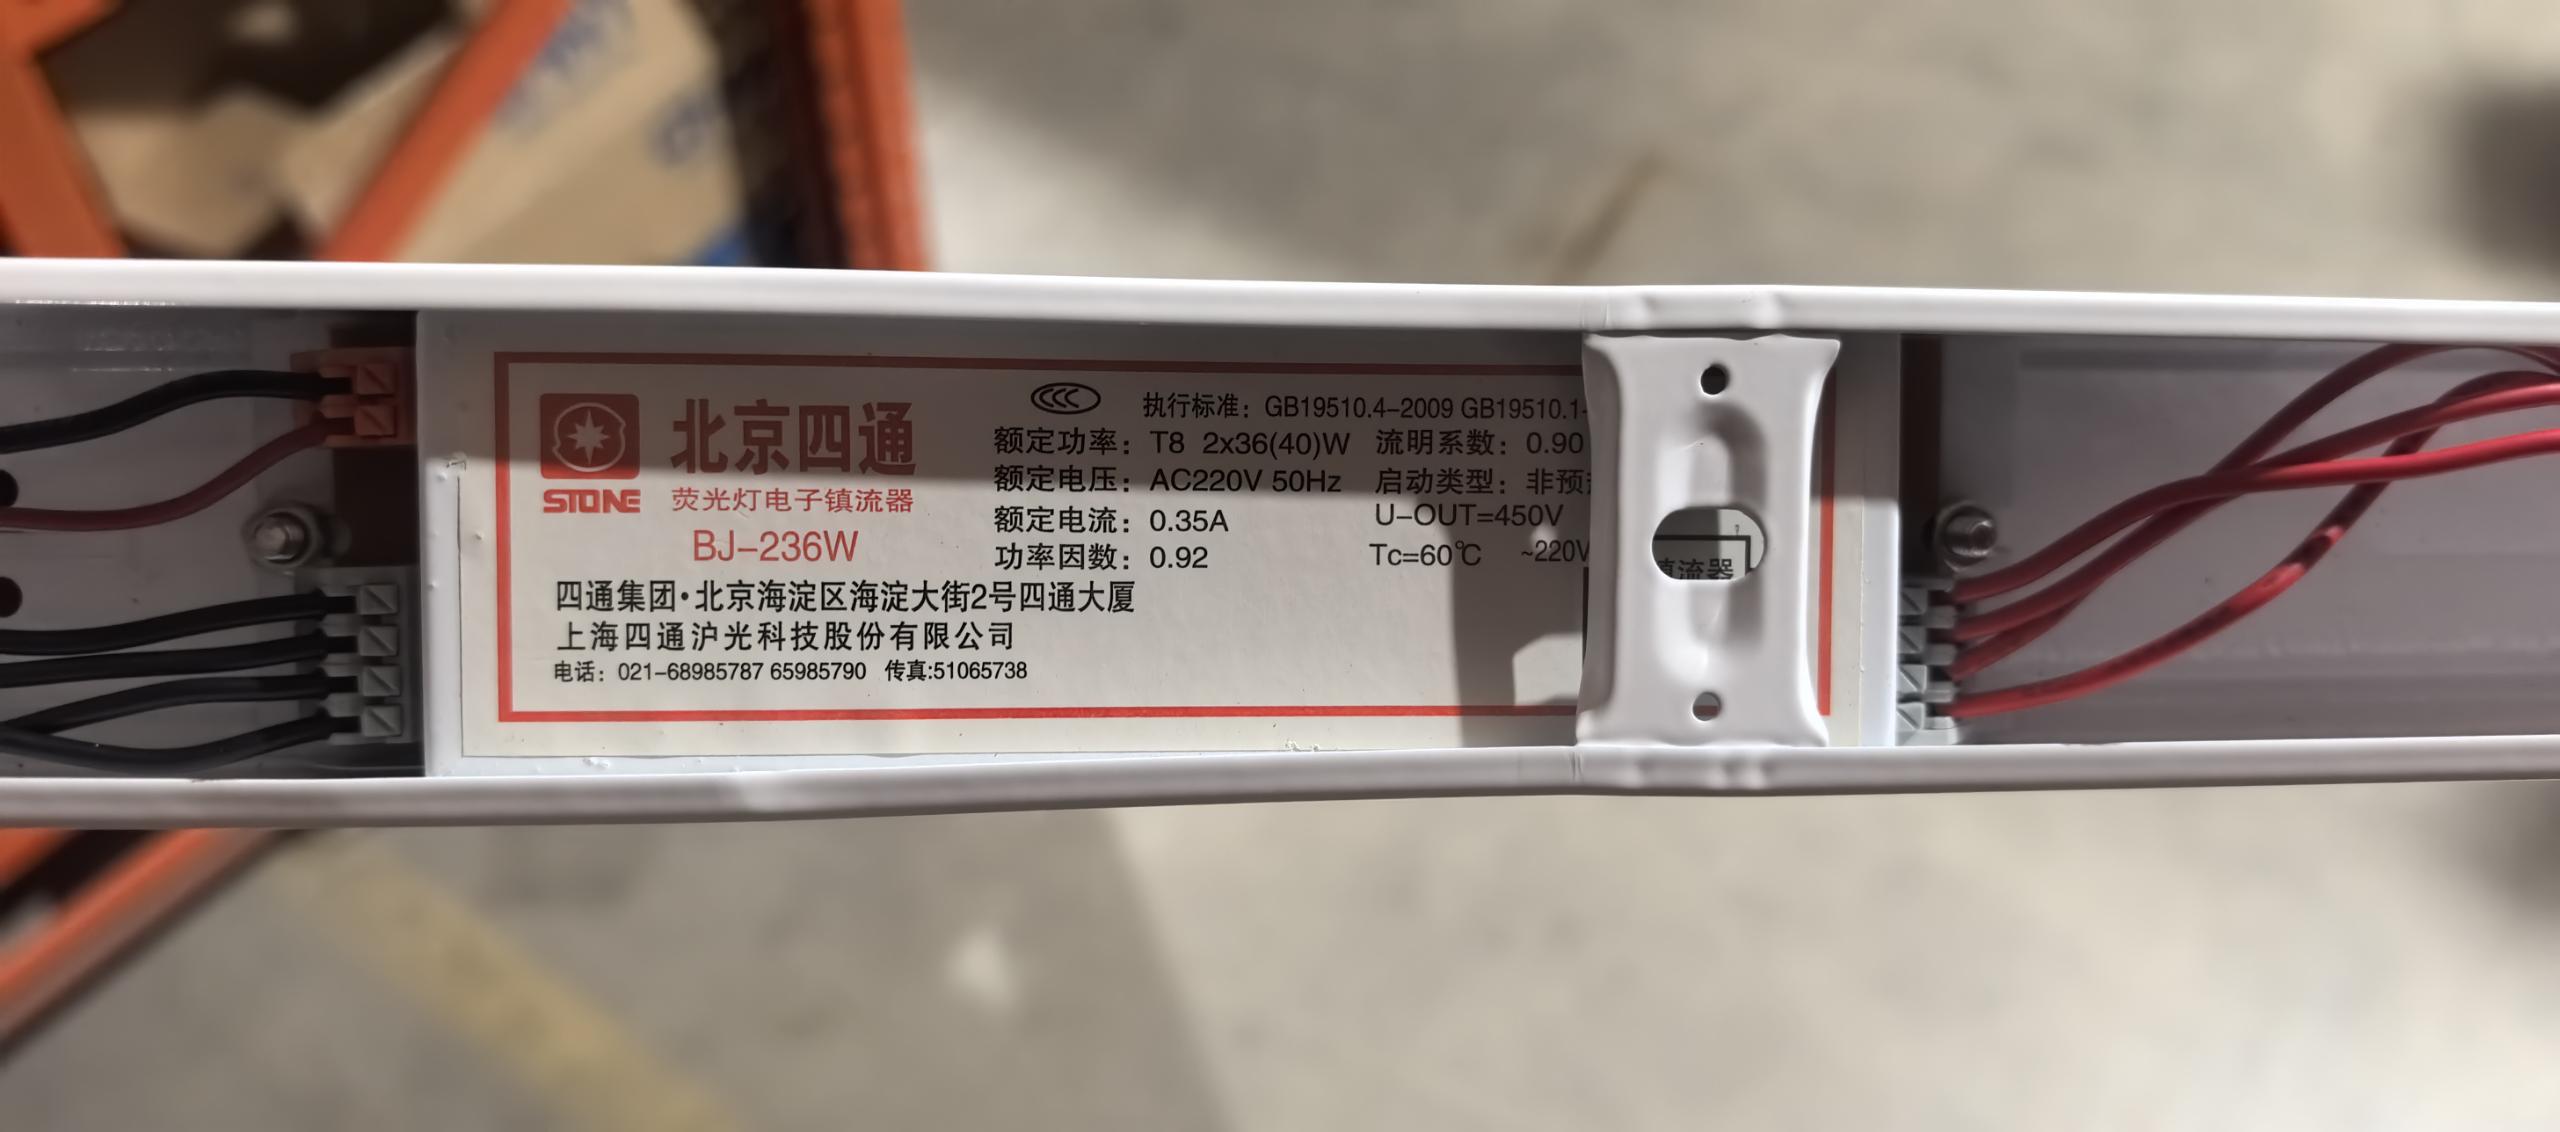 北京四通
STONE
荧光灯电子镇流器
BJ-236W
CCC
执行标准：GB19510.4-2009 GB19510.1-
额定功率：T8 2x36(40)W 流明系数：0.90
额定电压：AC220V 50Hz 启动类型：非预
额定电流：0.35A U-OUT=450V
功率因数：0.92 Tc=60℃ ~220V
流器
四通集团·北京海淀区海淀大街2号四通大厦
上海四通沪光科技股份有限公司
电话：021-68985787 65985790 传真:51065738